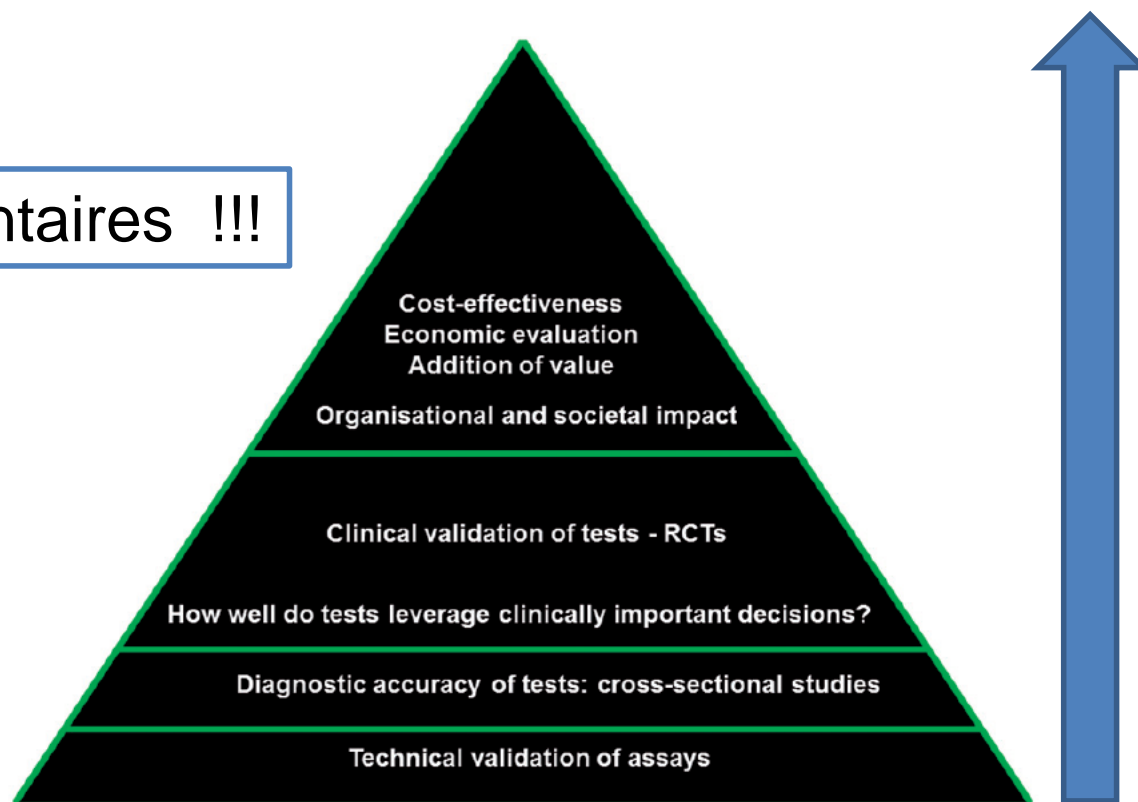 ntaires !!!
Cost-effectiveness
Economic evaluation
Addition of value
Organisational and societal impact
Clinical validation of tests - RCTs
How well do tests leverage clinically important decisions?
Diagnostic accuracy of tests: cross-sectional studies
Technical validation of assays